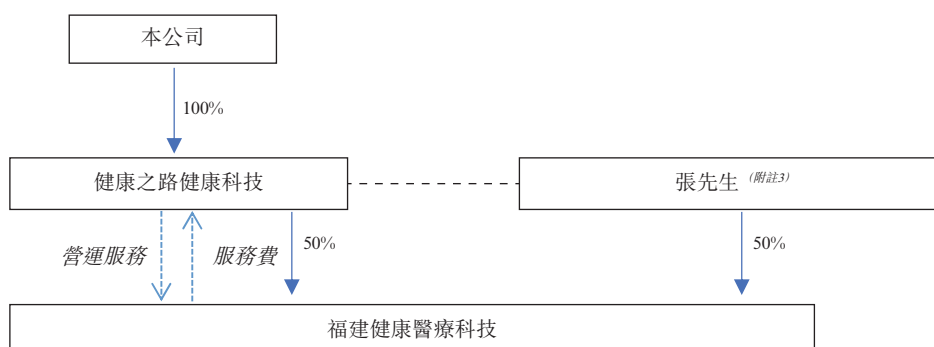 本公司
100%
健康之路健康科技
張先生 (附註3)
營運服務
服務費
50%
50%
福建健康醫療科技